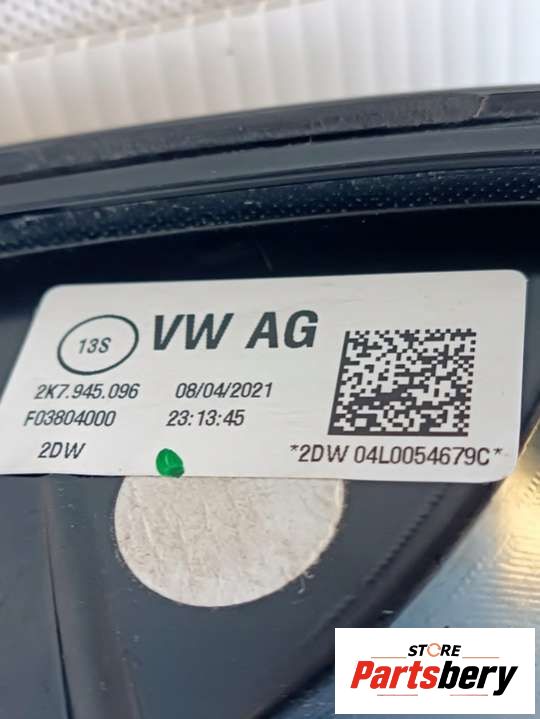 13S
VW AG
2K7.945.096
08/04/2021
F03804000
23:13:45
2DW
*2DW 04L0054679C*
STORE
Partsbery